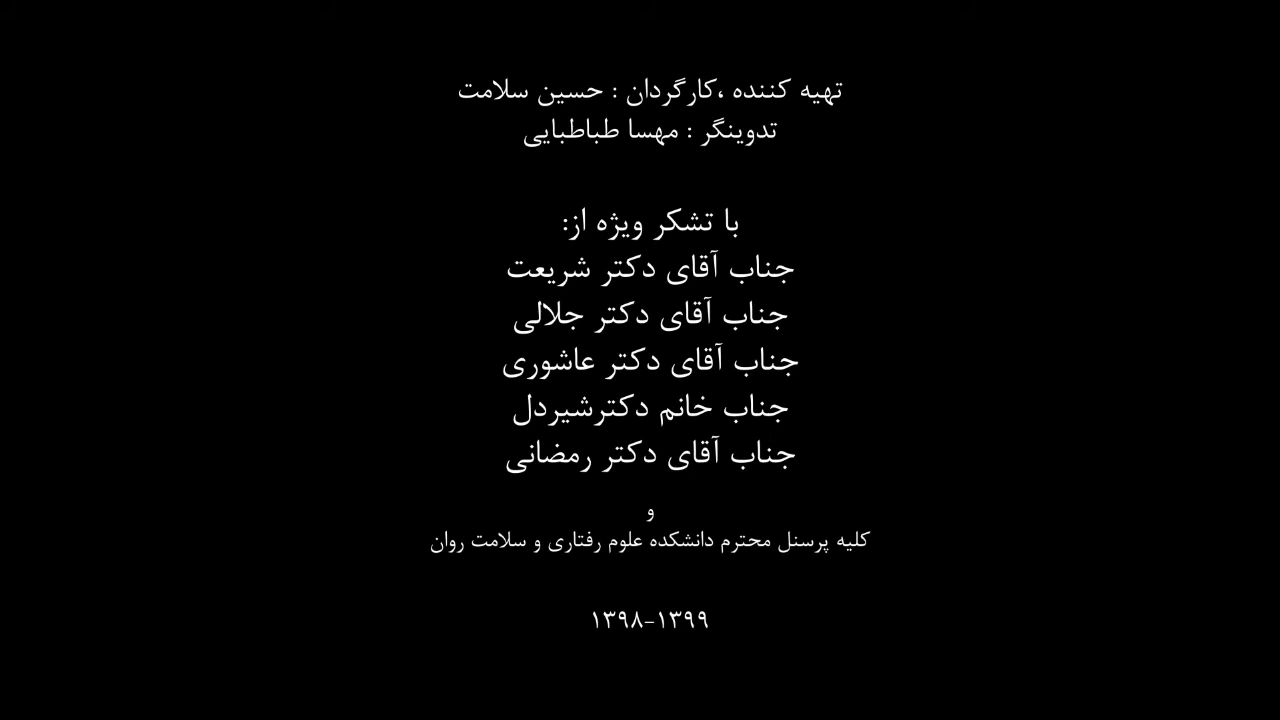 تهیه کننده ،کارگردان : حسین سلامت
تدوینگر : مهسا طباطبایی
با تشکر ویژه از:
جناب آقای دکتر شریعت
جناب آقای دکتر جلالی
جناب آقای دکتر عاشوری
جناب خانم دکترشیردل
جناب آقای دکتر رمضانی
و
کلیه پرسنل محترم دانشکده علوم رفتاری و سلامت روان
۱۳۹۸-۱۳۹۹